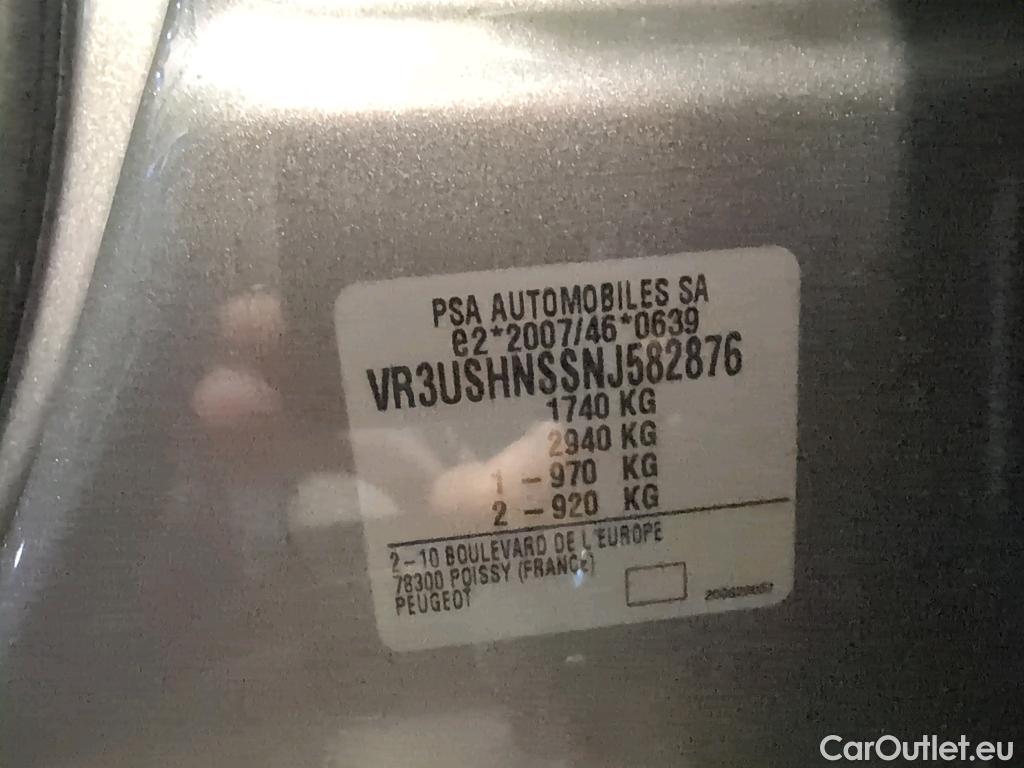 PSA AUTOMOBILES SA
e2*2007/46*0639
VR3USHNSSNJ582876
1740 KG
2940 KG
1 - 970 KG
2 - 920 KG
2-10 BOULEVARD DE L'EUROPE
78300 POISSY (FRANCE)
PEUGEOT
CarOutlet.eu